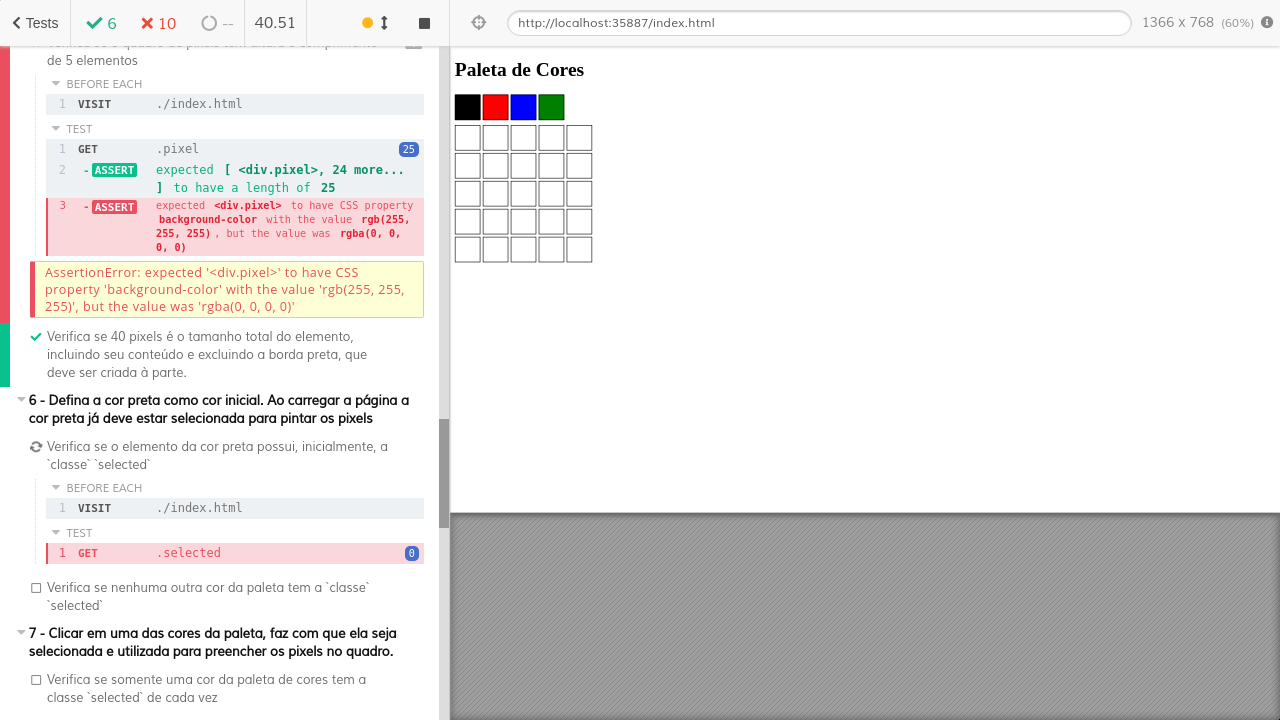 Tests 6 10 -- 40.51
http://localhost:35887/index.html 1366 x 768 (60%)
de 5 elementos
BEFORE EACH
1 VISIT ./index.html
TEST
1 GET .pixel 25
2 -ASSERT expected [ <div.pixel>, 24 more...
] to have a length of 25
3 -ASSERT expected <div.pixel> to have CSS property
background-color with the value rgb(255,
255, 255), but the value was rgba(0, 0,
0, 0)
AssertionError: expected '<div.pixel>' to have CSS
property 'background-color' with the value 'rgb(255, 255,
255)', but the value was 'rgba(0, 0, 0, 0)'
Verifica se 40 pixels é o tamanho total do elemento,
incluindo seu conteúdo e excluindo a borda preta, que
deve ser criada à parte.
6 - Defina a cor preta como cor inicial. Ao carregar a página a
cor preta já deve estar selecionada para pintar os pixels
Verifica se o elemento da cor preta possui, inicialmente, a
`classe` `selected`
BEFORE EACH
1 VISIT ./index.html
TEST
1 GET .selected 0
Verifica se nenhuma outra cor da paleta tem a `classe`
`selected`
7 - Clicar em uma das cores da paleta, faz com que ela seja
selecionada e utilizada para preencher os pixels no quadro.
Verifica se somente uma cor da paleta de cores tem a
classe `selected` de cada vez
Paleta de Cores